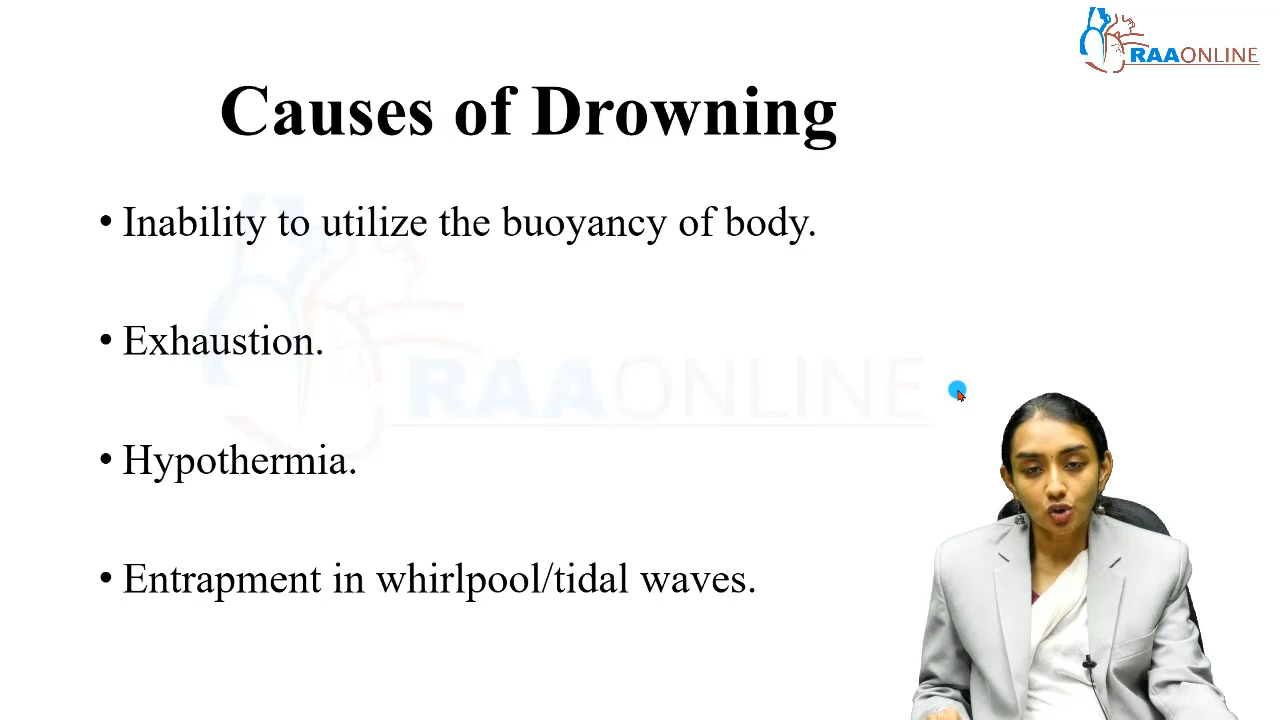 RAAONLINE
Causes of Drowning
• Inability to utilize the buoyancy of body.
• Exhaustion.
RAAONLINE
• Hypothermia.
• Entrapment in whirlpool/tidal waves.